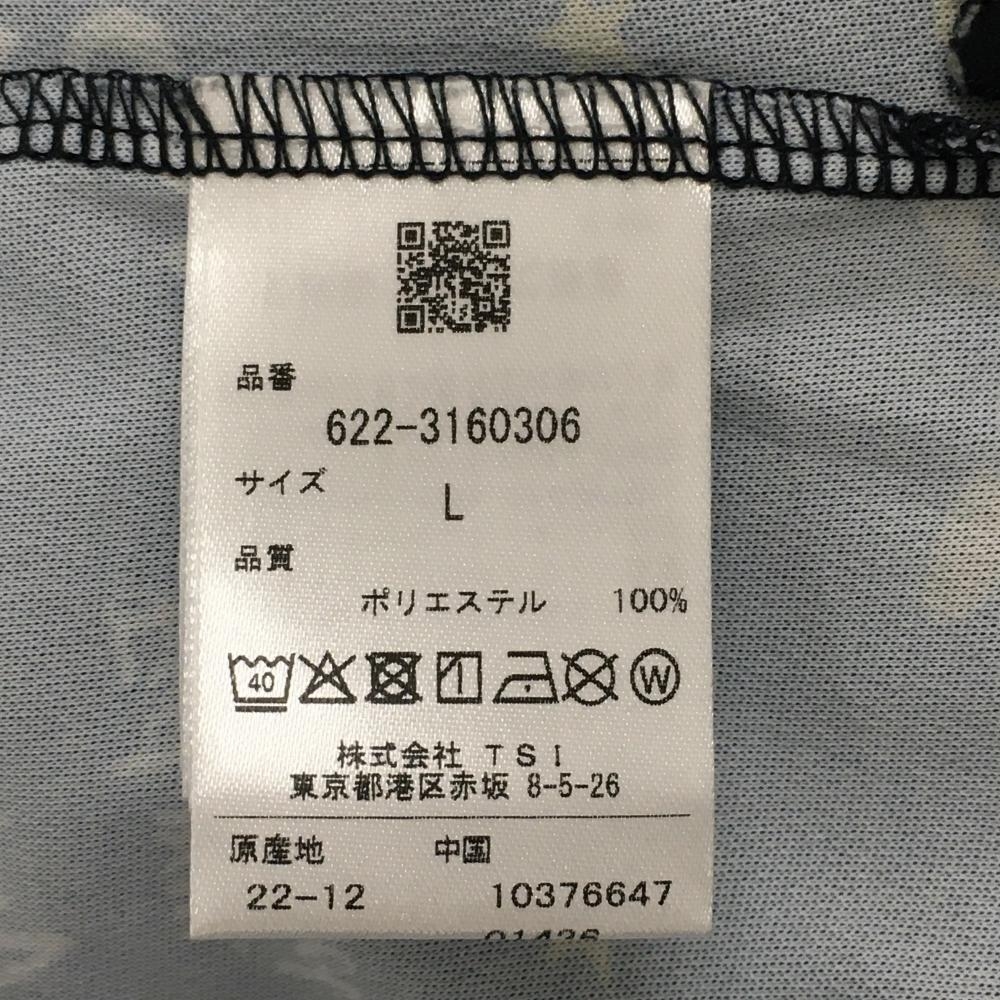 品番
622-3160306
サイズ
L
品質
ポリエステル 100%
40
W
株式会社 TSI
東京都港区赤坂 8-5-26
原産地 中国
22-12 10376647